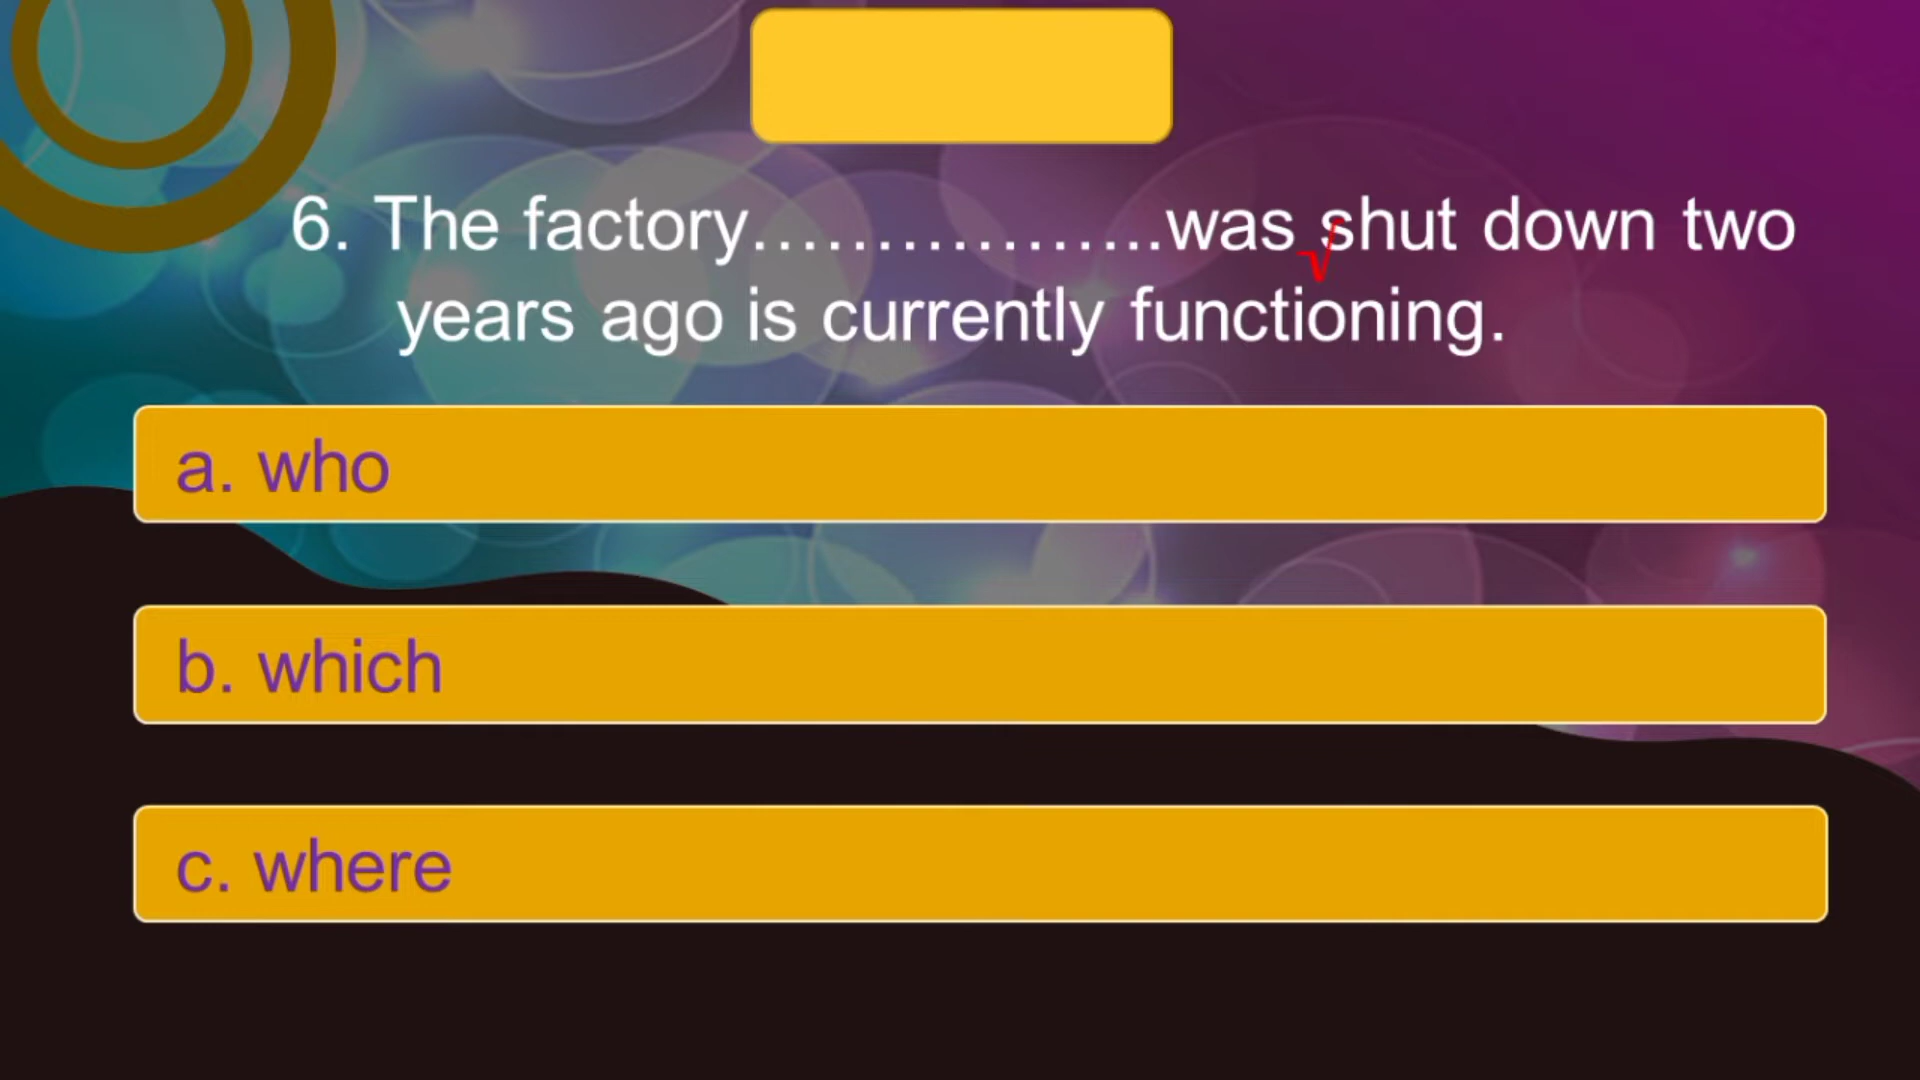 6. The factory.................was shut down two
√
years ago is currently functioning.
a. who
b. which
c. where